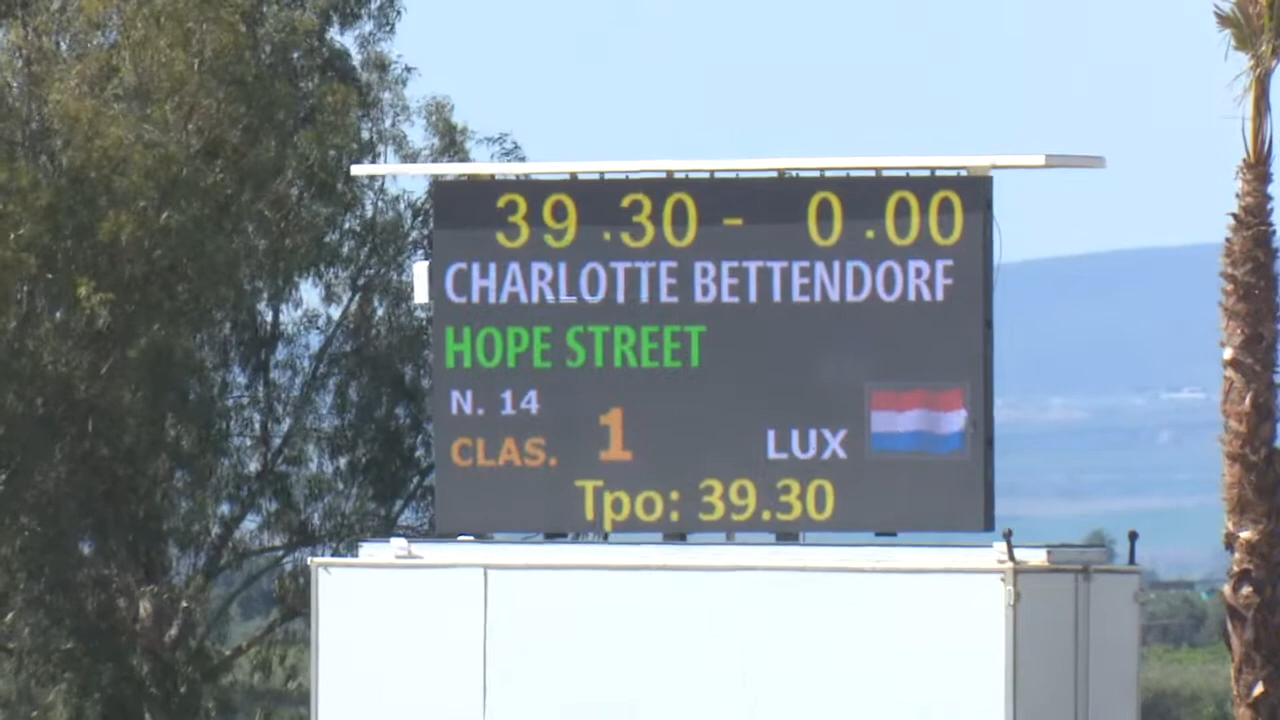 39.30 - 0.00
CHARLOTTE BETTENDORF
HOPE STREET
N. 14
CLAS. 1 LUX
Tpo: 39.30